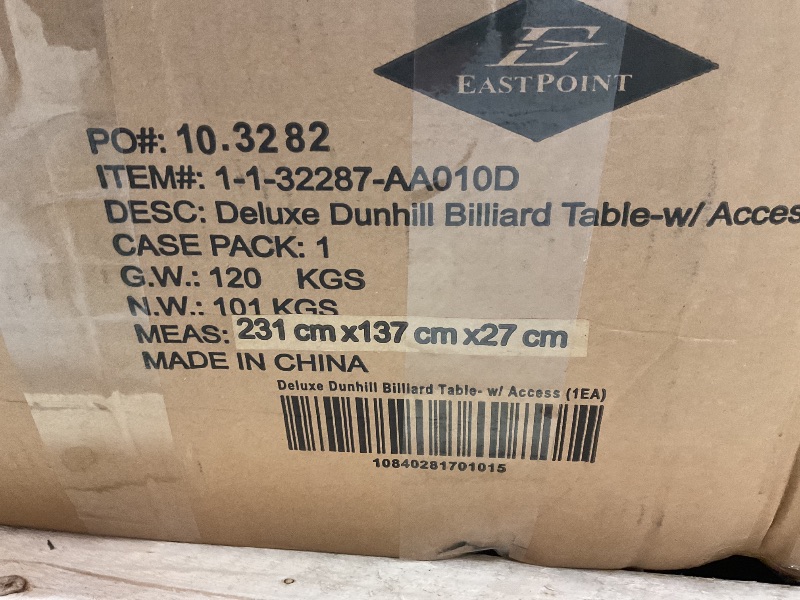 EASTPOINT
PO#: 10.3282
ITEM#: 1-1-32287-AA010D
DESC: Deluxe Dunhill Billiard Table-w/ Acces
CASE PACK: 1
G.W.: 120 KGS
N.W.: 101 KGS
MEAS: 231 cm x137 cm x27 cm
MADE IN CHINA
Deluxe Dunhill Billiard Table- w/ Access (1EA)
10840281701015